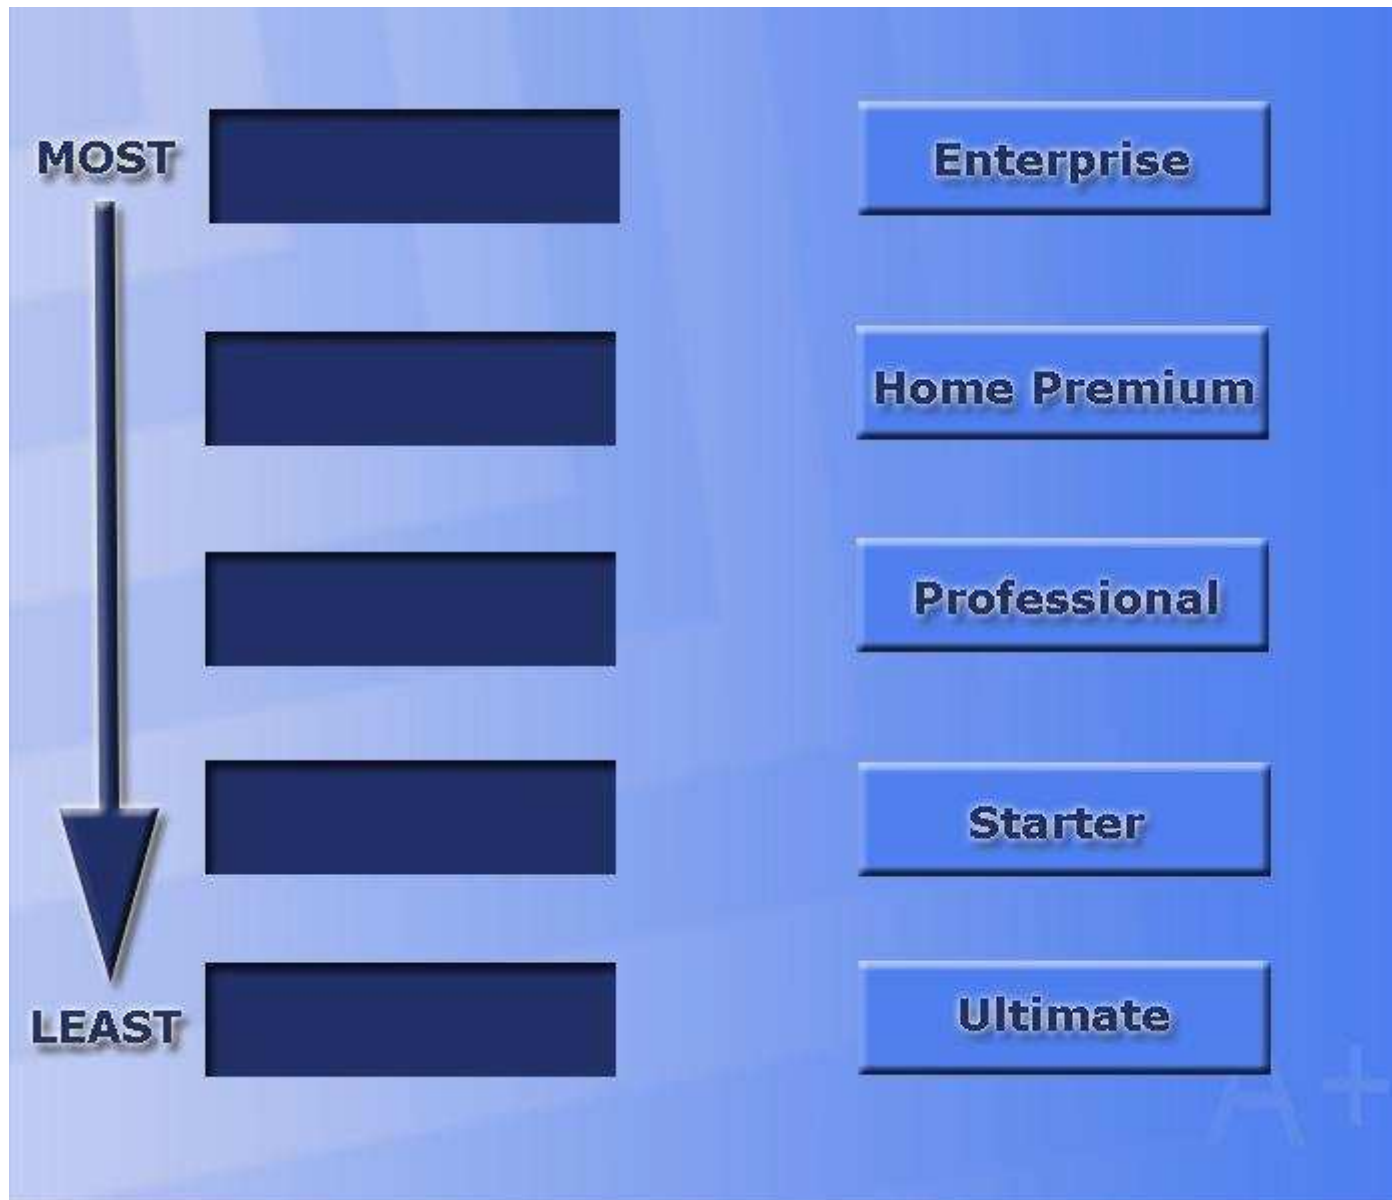 MOST
Enterprise
Home Premium
Professional
Starter
LEAST
Ultimate
A+